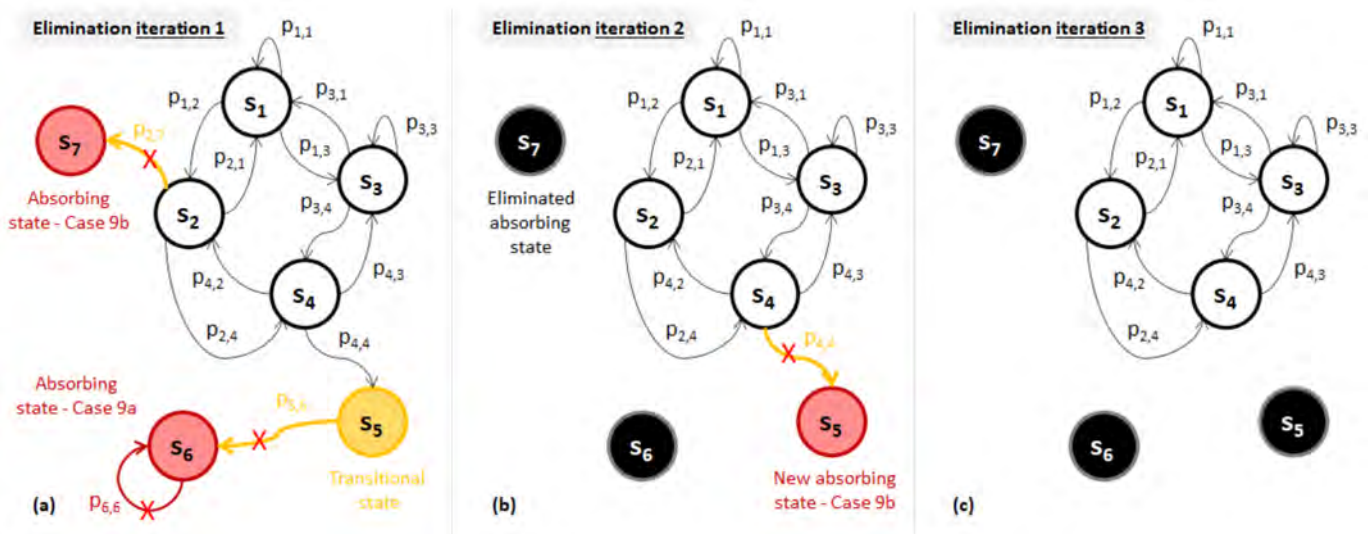 Elimination iteration 1
p1,1
p1,2
s1
p3,1
p3,3
s7
p2,7
p2,1
p1,3
s3
Absorbing
state - Case 9b
s2
p3,4
p4,2
s4
p4,3
p2,4
p4,4
Absorbing
state - Case 9a
p5,6
s5
s6
Transitional
state
p6,6
(a)
Elimination iteration 2
p1,1
p1,2
s1
p3,1
p3,3
s7
p2,1
p1,3
s3
Eliminated
absorbing
state
s2
p3,4
p4,2
s4
p4,3
p2,4
p4,4
s5
s6
New absorbing
state - Case 9b
(b)
Elimination iteration 3
p1,1
p1,2
s1
p3,1
p3,3
s7
p2,1
p1,3
s3
s2
p3,4
p4,2
s4
p4,3
p2,4
s5
s6
(c)